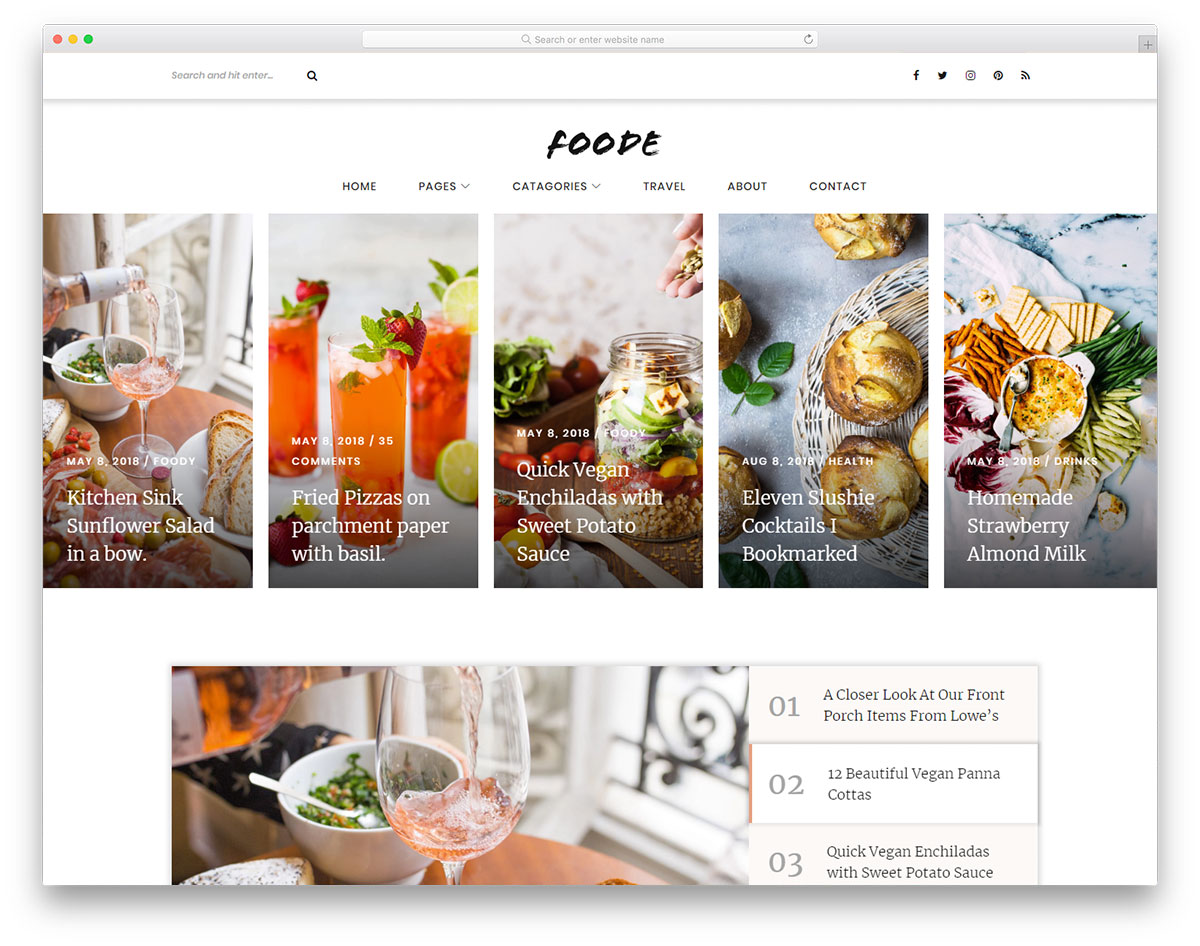 Search or enter website name
Search and hit enter...
FOODE
HOME PAGES CATAGORIES TRAVEL ABOUT CONTACT
MAY 8, 2018 / FOODY
Kitchen Sink
Sunflower Salad
in a bow.
MAY 8, 2018 / 35
COMMENTS
Fried Pizzas on
parchment paper
with basil.
MAY 8, 2018 / FOODY
Quick Vegan
Enchiladas with
Sweet Potato
Sauce
AUG 8, 2018 / HEALTH
Eleven Slushie
Cocktails I
Bookmarked
MAY 8, 2018 / DRINKS
Homemade
Strawberry
Almond Milk
01
A Closer Look At Our Front
Porch Items From Lowe’s
02
12 Beautiful Vegan Panna
Cottas
03
Quick Vegan Enchiladas
with Sweet Potato Sauce